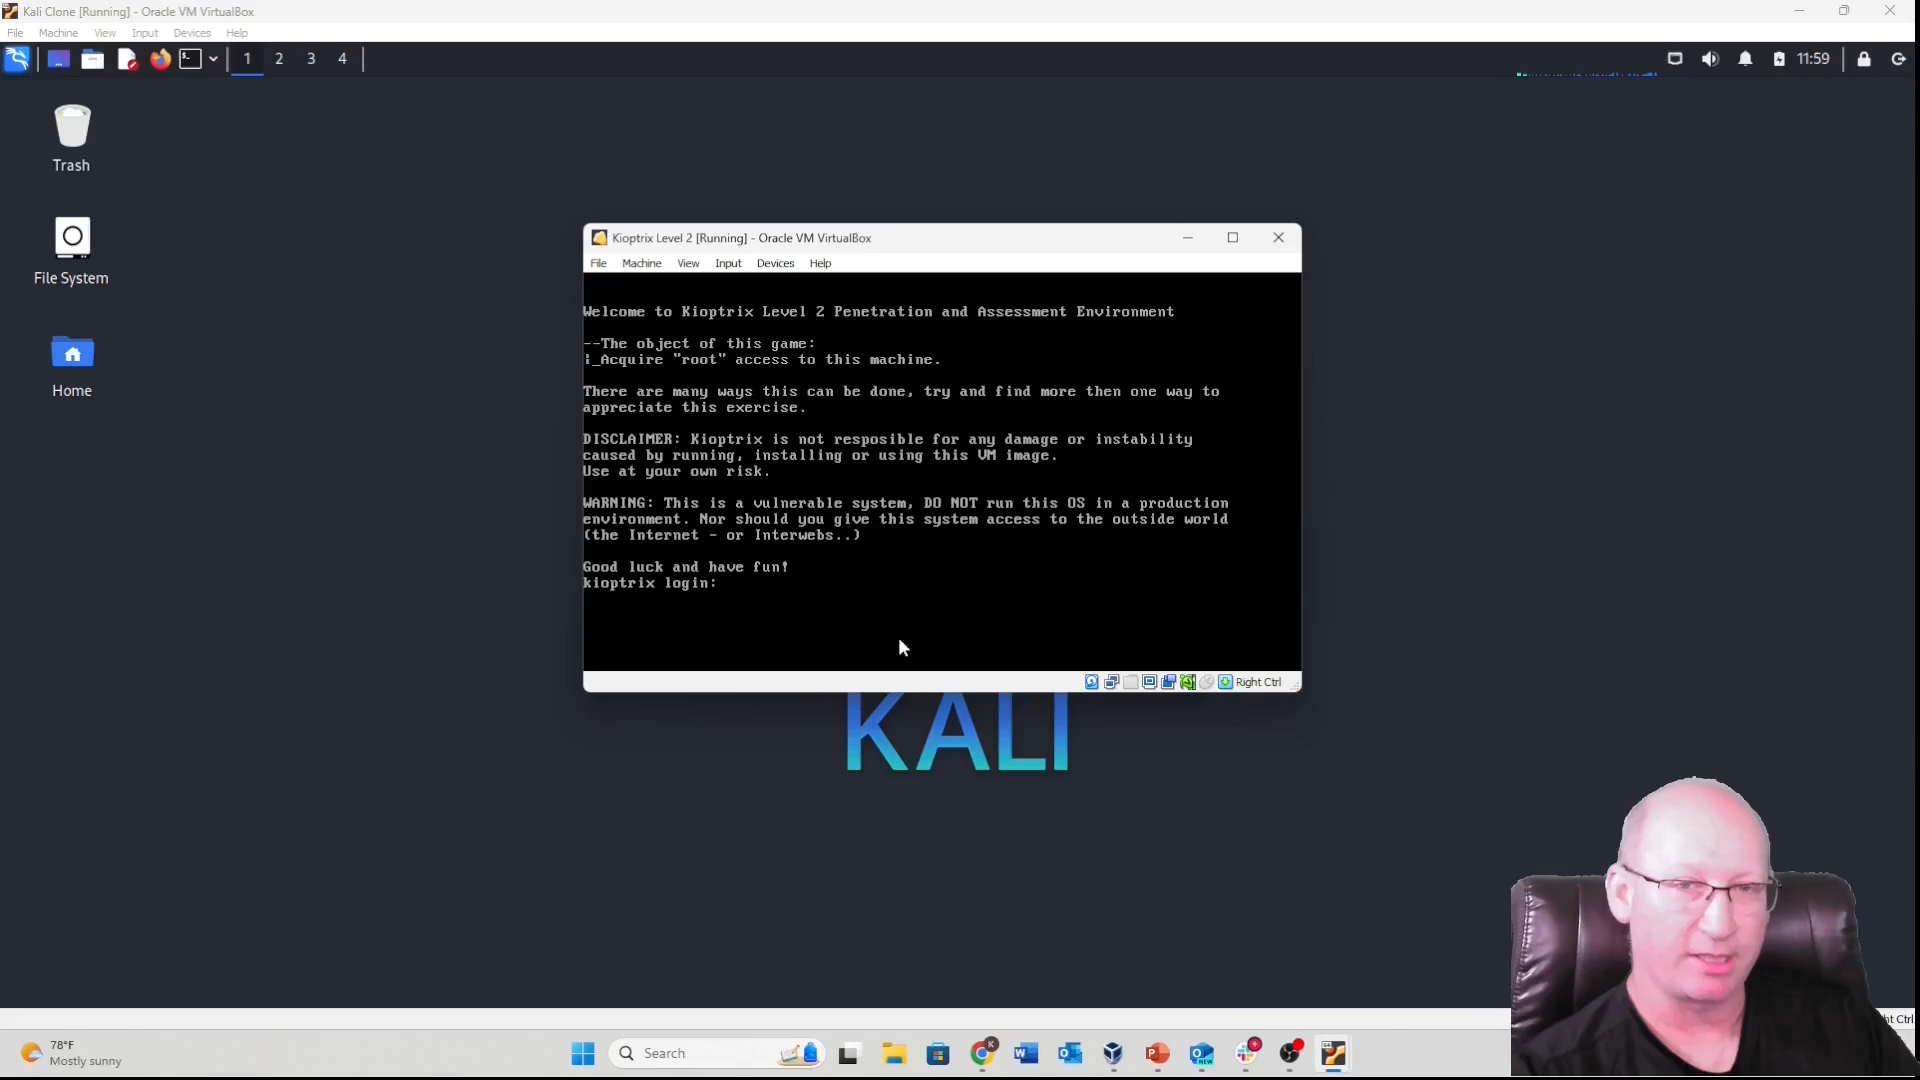 Kali Clone [Running] - Oracle VM VirtualBox
File Machine View Input Devices Help
1 2 3 4
11:59
Trash
File System
Home
Kioptrix Level 2 [Running] - Oracle VM VirtualBox
File Machine View Input Devices Help
Welcome to Kioptrix Level 2 Penetration and Assessment Environment
--The object of this game:
|_Acquire "root" access to this machine.
There are many ways this can be done, try and find more then one way to
appreciate this exercise.
DISCLAIMER: Kioptrix is not resposible for any damage or instability
caused by running, installing or using this VM image.
Use at your own risk.
WARNING: This is a vulnerable system, DO NOT run this OS in a production
environment. Nor should you give this system access to the outside world
(the Internet - or Interwebs..)
Good luck and have fun!
kioptrix login:
Right Ctrl
KALI
ht Ctrl
78°F
Mostly sunny
Search